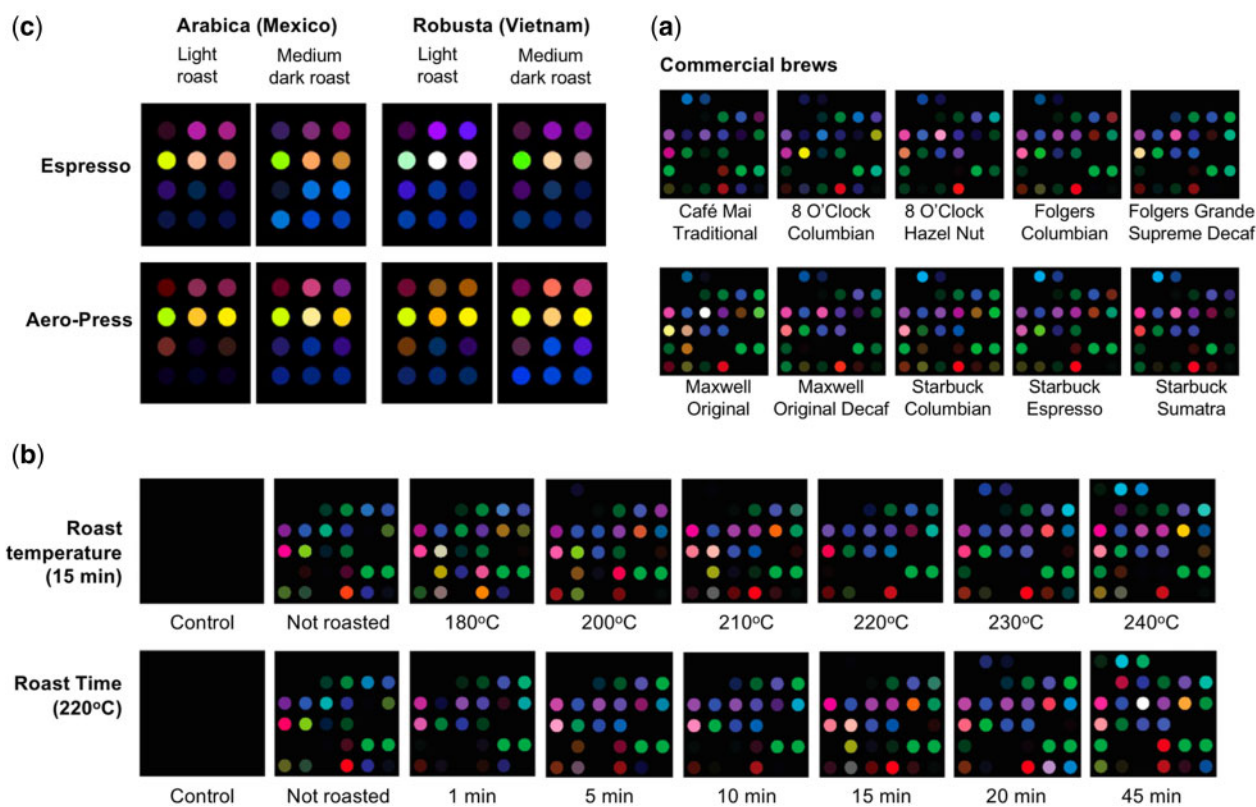 (c)
Arabica (Mexico)
Robusta (Vietnam)
Light
roast
Medium
dark roast
Light
roast
Medium
dark roast
Espresso
Aero-Press
(a)
Commercial brews
Café Mai
Traditional
8 O'Clock
Columbian
8 O'Clock
Hazel Nut
Folgers
Columbian
Folgers Grande
Supreme Decaf
Maxwell
Original
Maxwell
Original Decaf
Starbuck
Columbian
Starbuck
Espresso
Starbuck
Sumatra
(b)
Roast
temperature
(15 min)
Control
Not roasted
180°C
200°C
210°C
220°C
230°C
240°C
Roast Time
(220°C)
Control
Not roasted
1 min
5 min
10 min
15 min
20 min
45 min